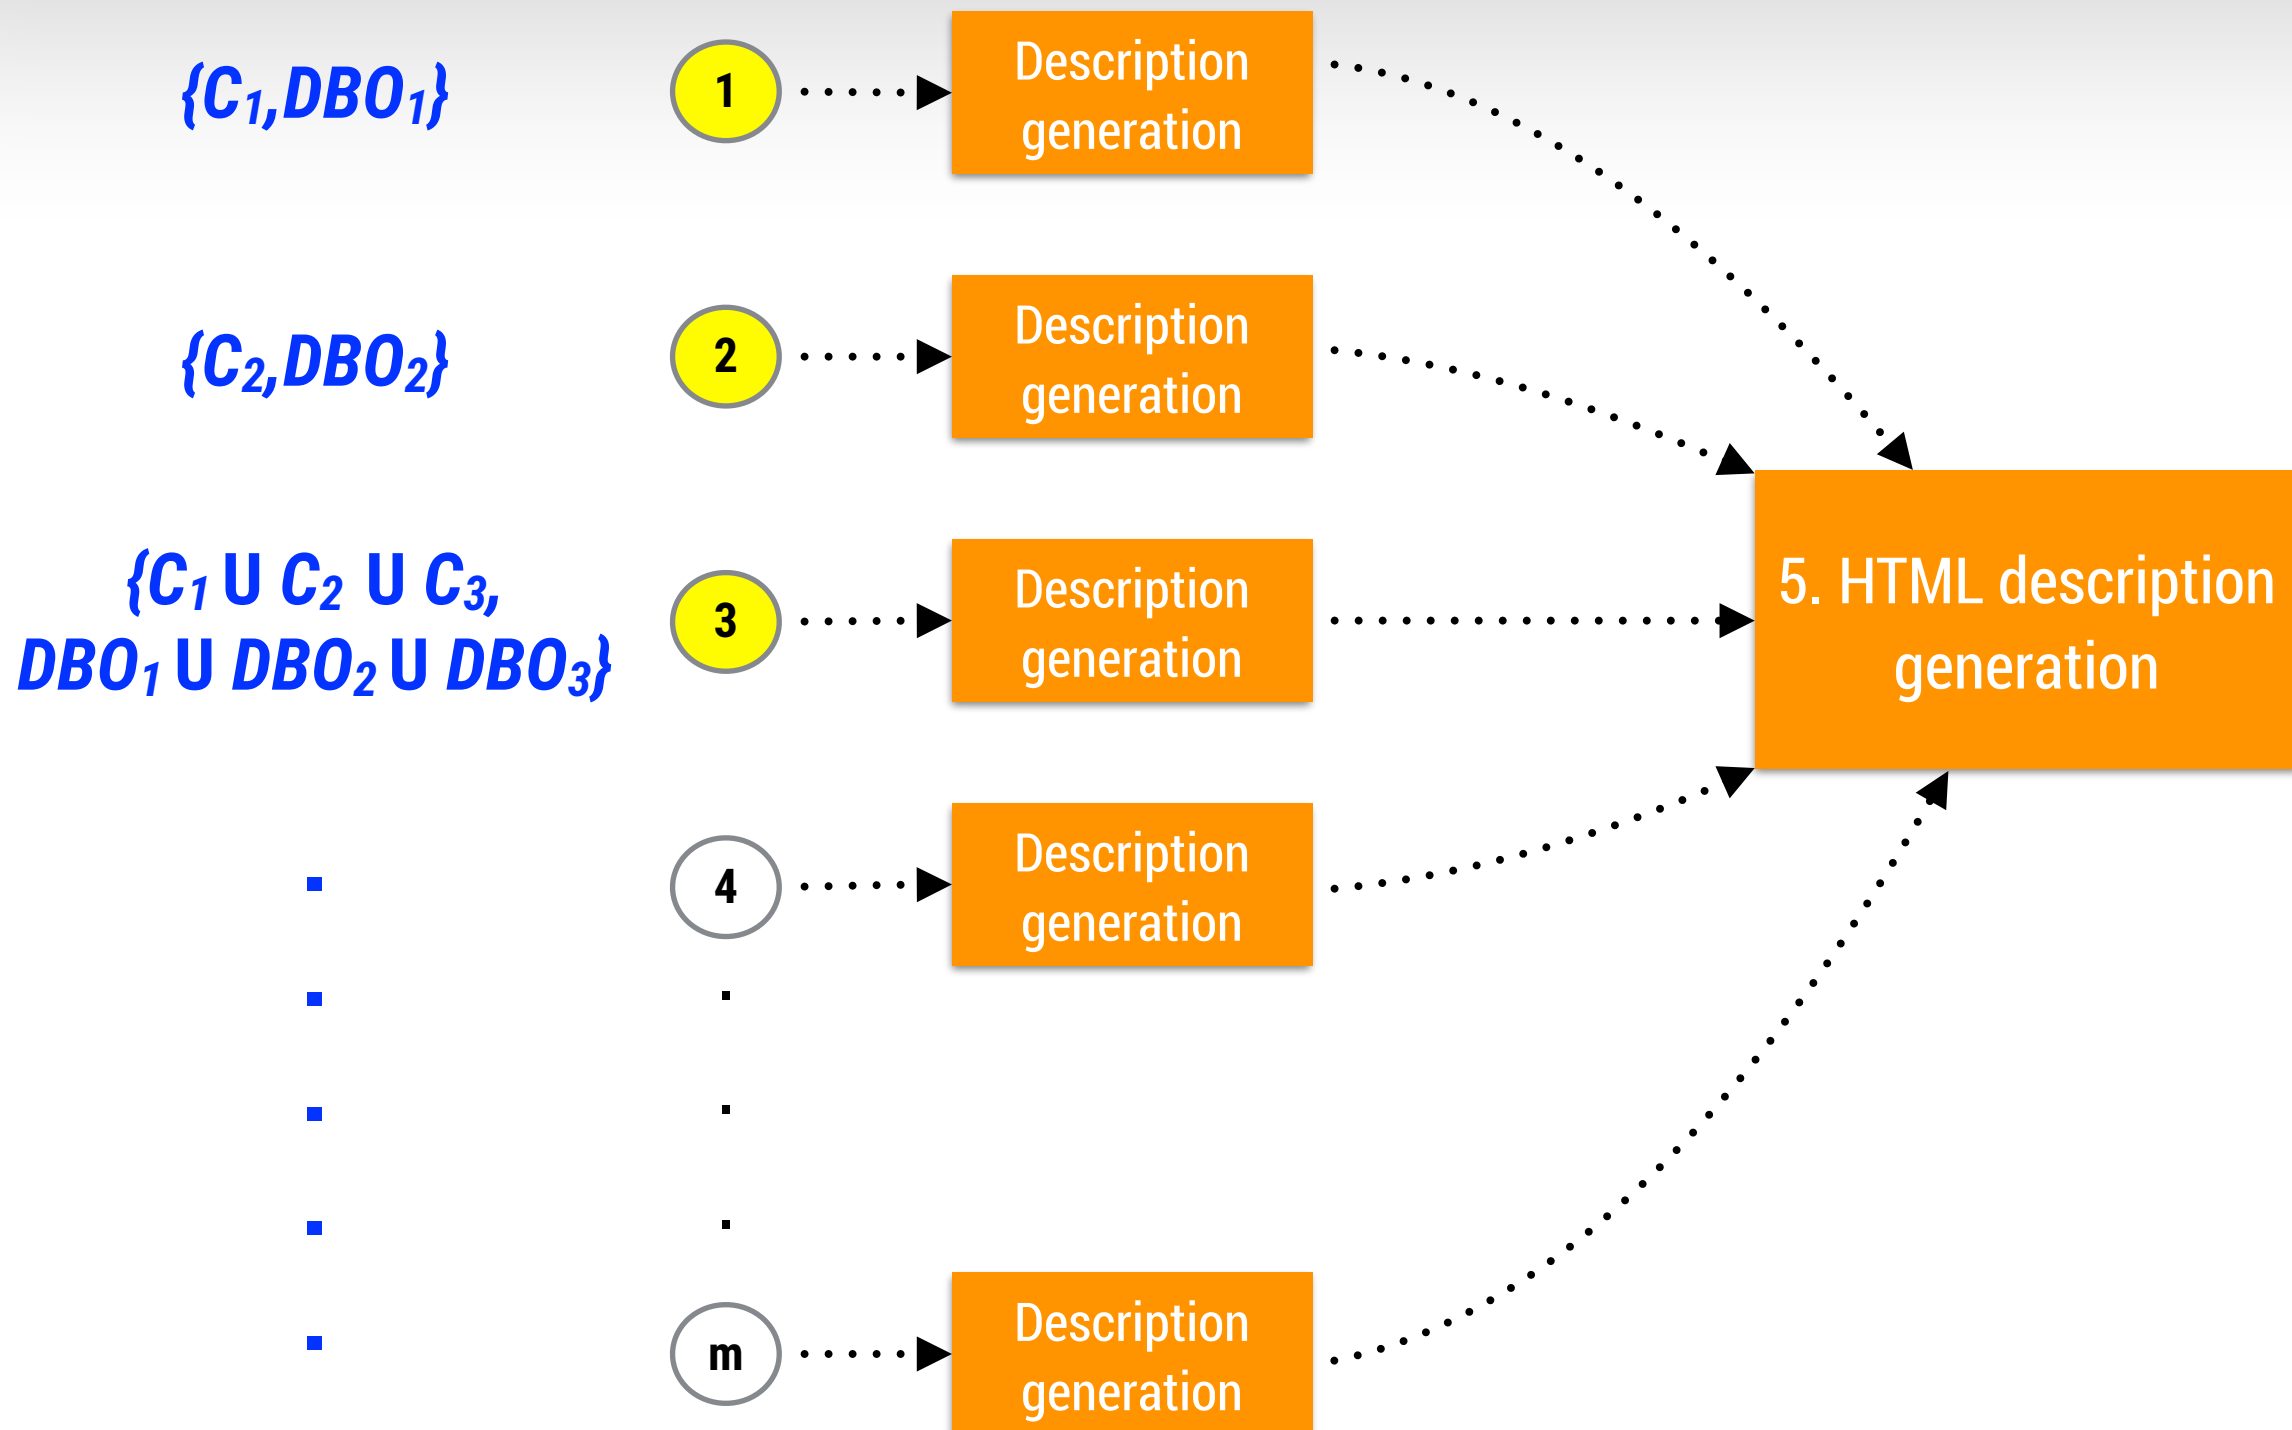 {C₁,DBO₁}
1
Description
generation
{C₂,DBO₂}
2
Description
generation
{C₁ U C₂ U C₃,
DBO₁ U DBO₂ U DBO₃}
3
Description
generation
5. HTML description
generation
4
Description
generation
m
Description
generation